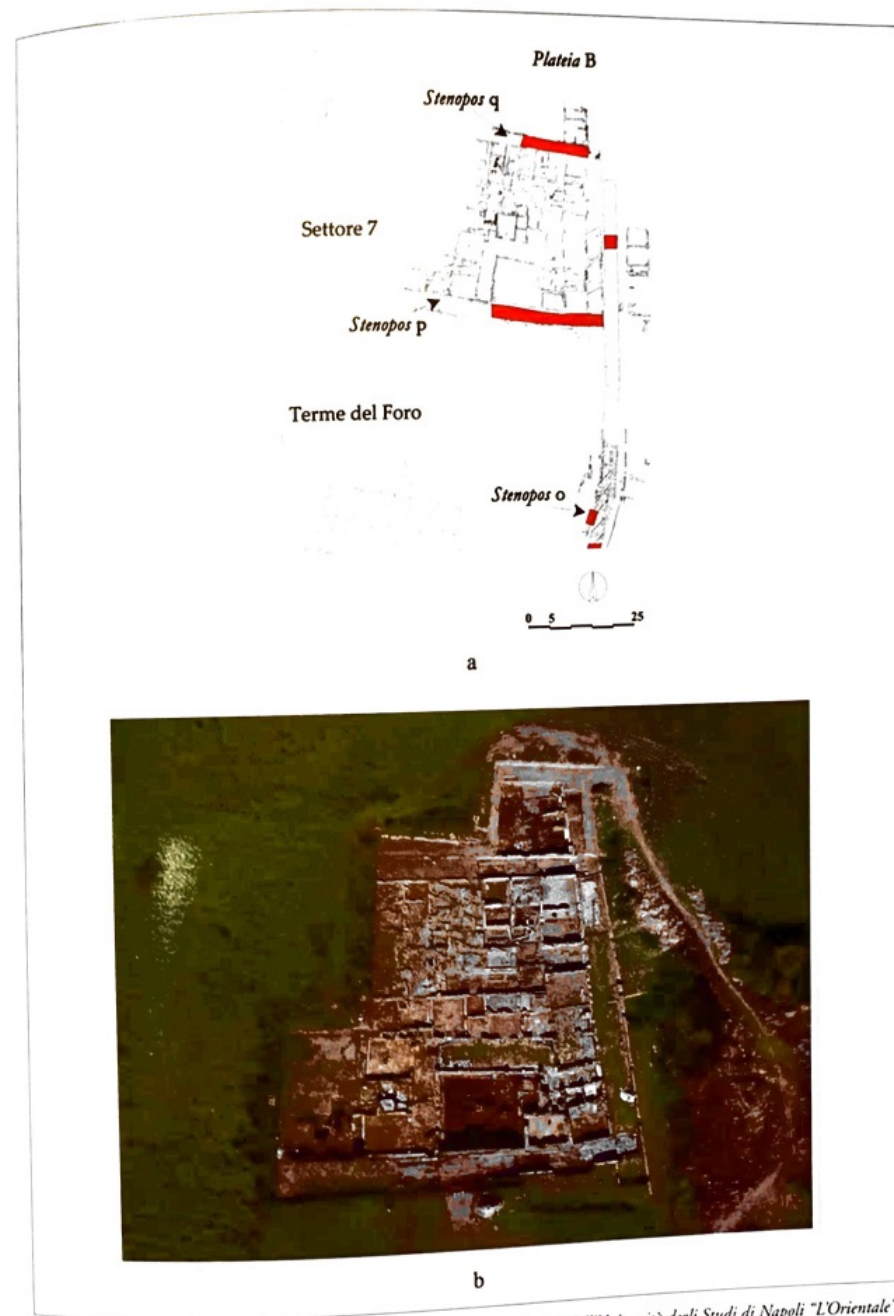 Plateia B
Stenopos q
Settore 7
Stenopos p
Terme del Foro
Stenopos o
0 5 25
a
b
degli Studi di Napoli "L'Orientale"